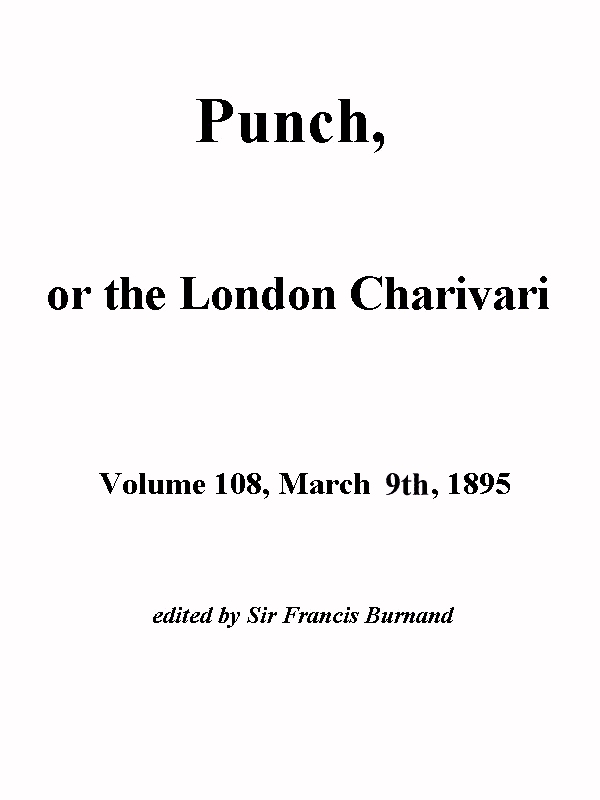 Punch,
or the London Charivari
Volume 108, March 9th, 1895
edited by Sir Francis Burnand